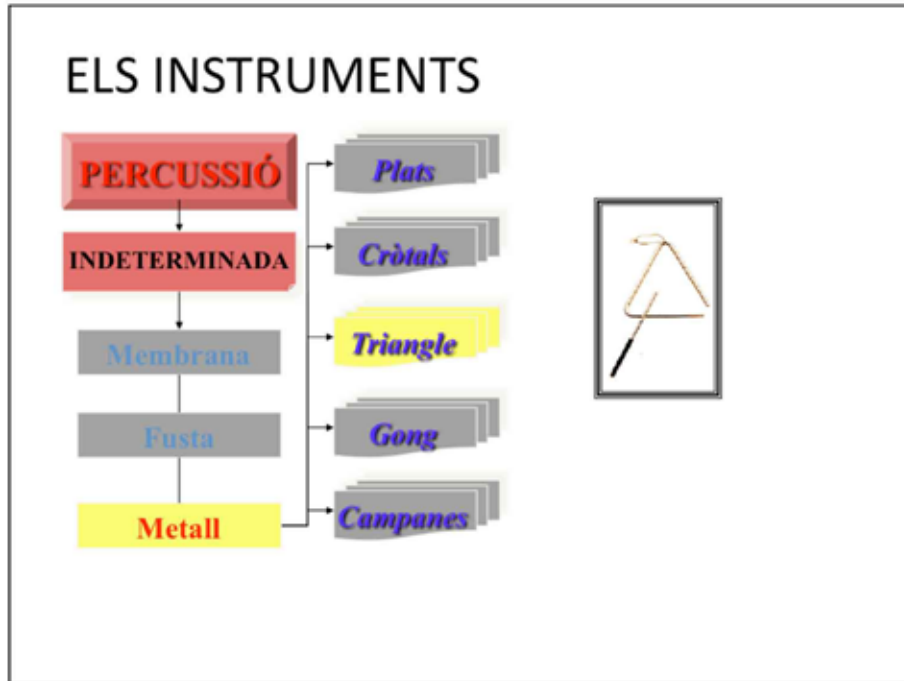 ELS INSTRUMENTS
PERCUSSIÓ
INDETERMINADA
Membrana
Fusta
Metall
Plats
Cròtals
Triangle
Gong
Campanes